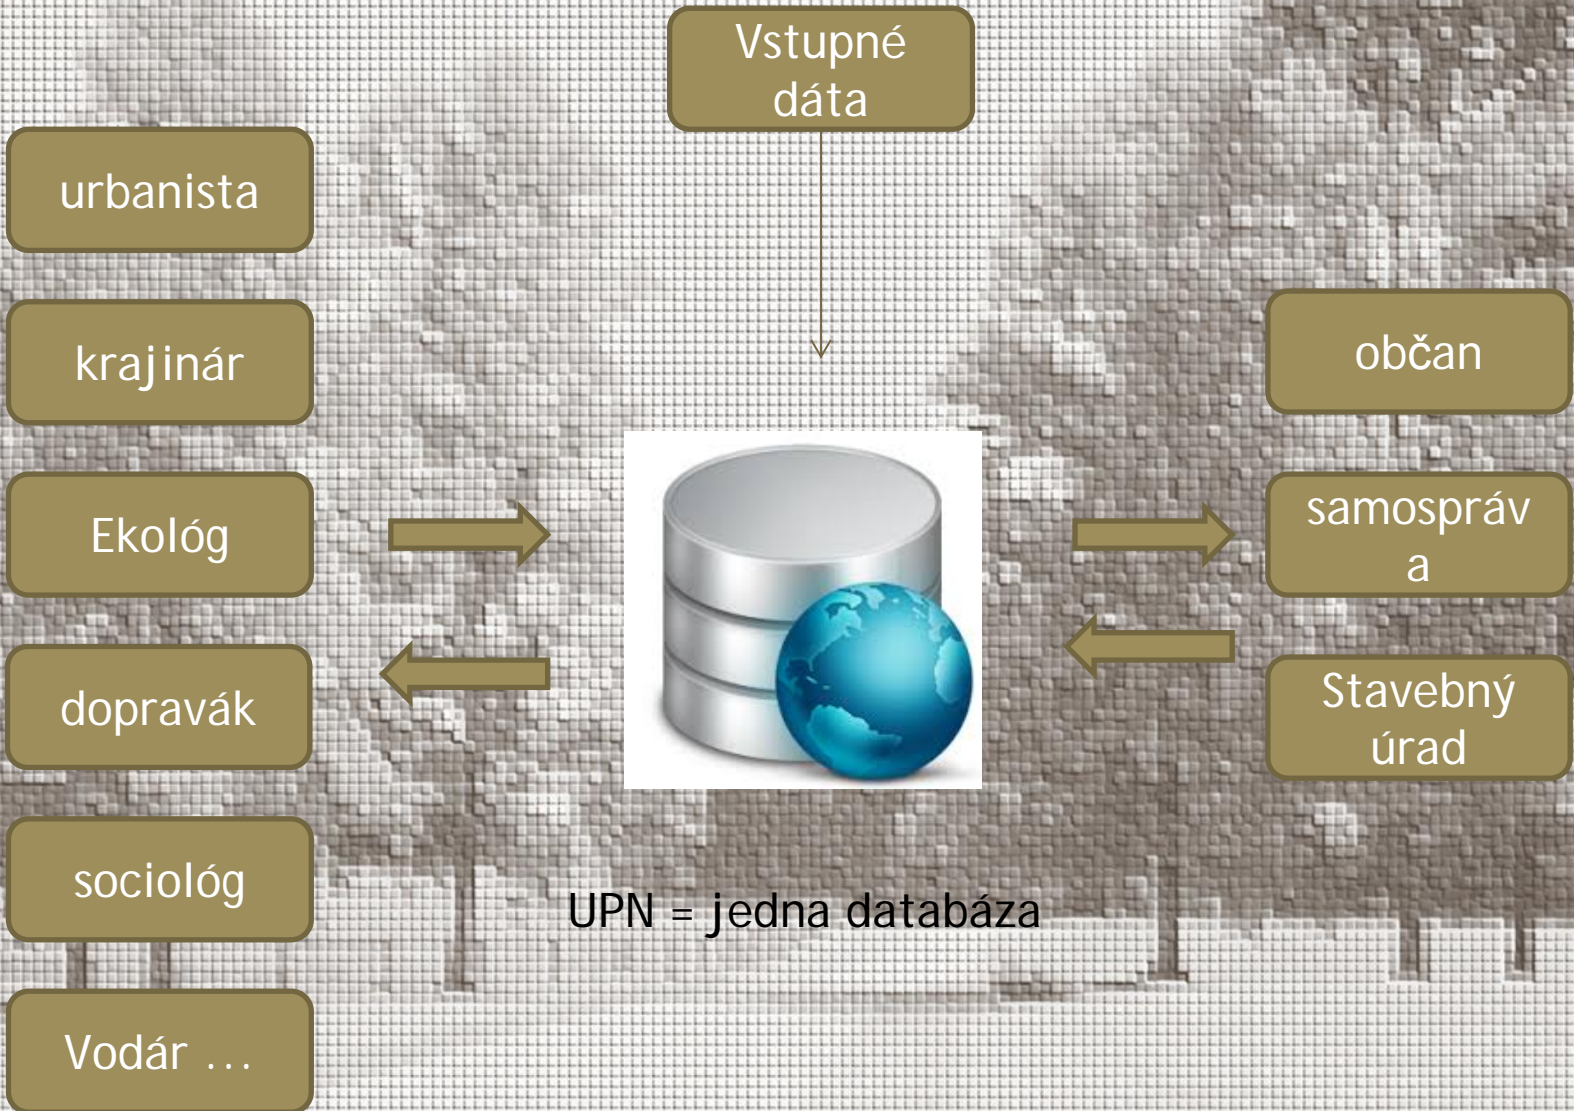 Vstupné
dáta
urbanista
krajinár
Ekológ
dopravák
sociológ
Vodár ...
občan
samospráv
a
Stavebný
úrad
UPN = jedna databáza